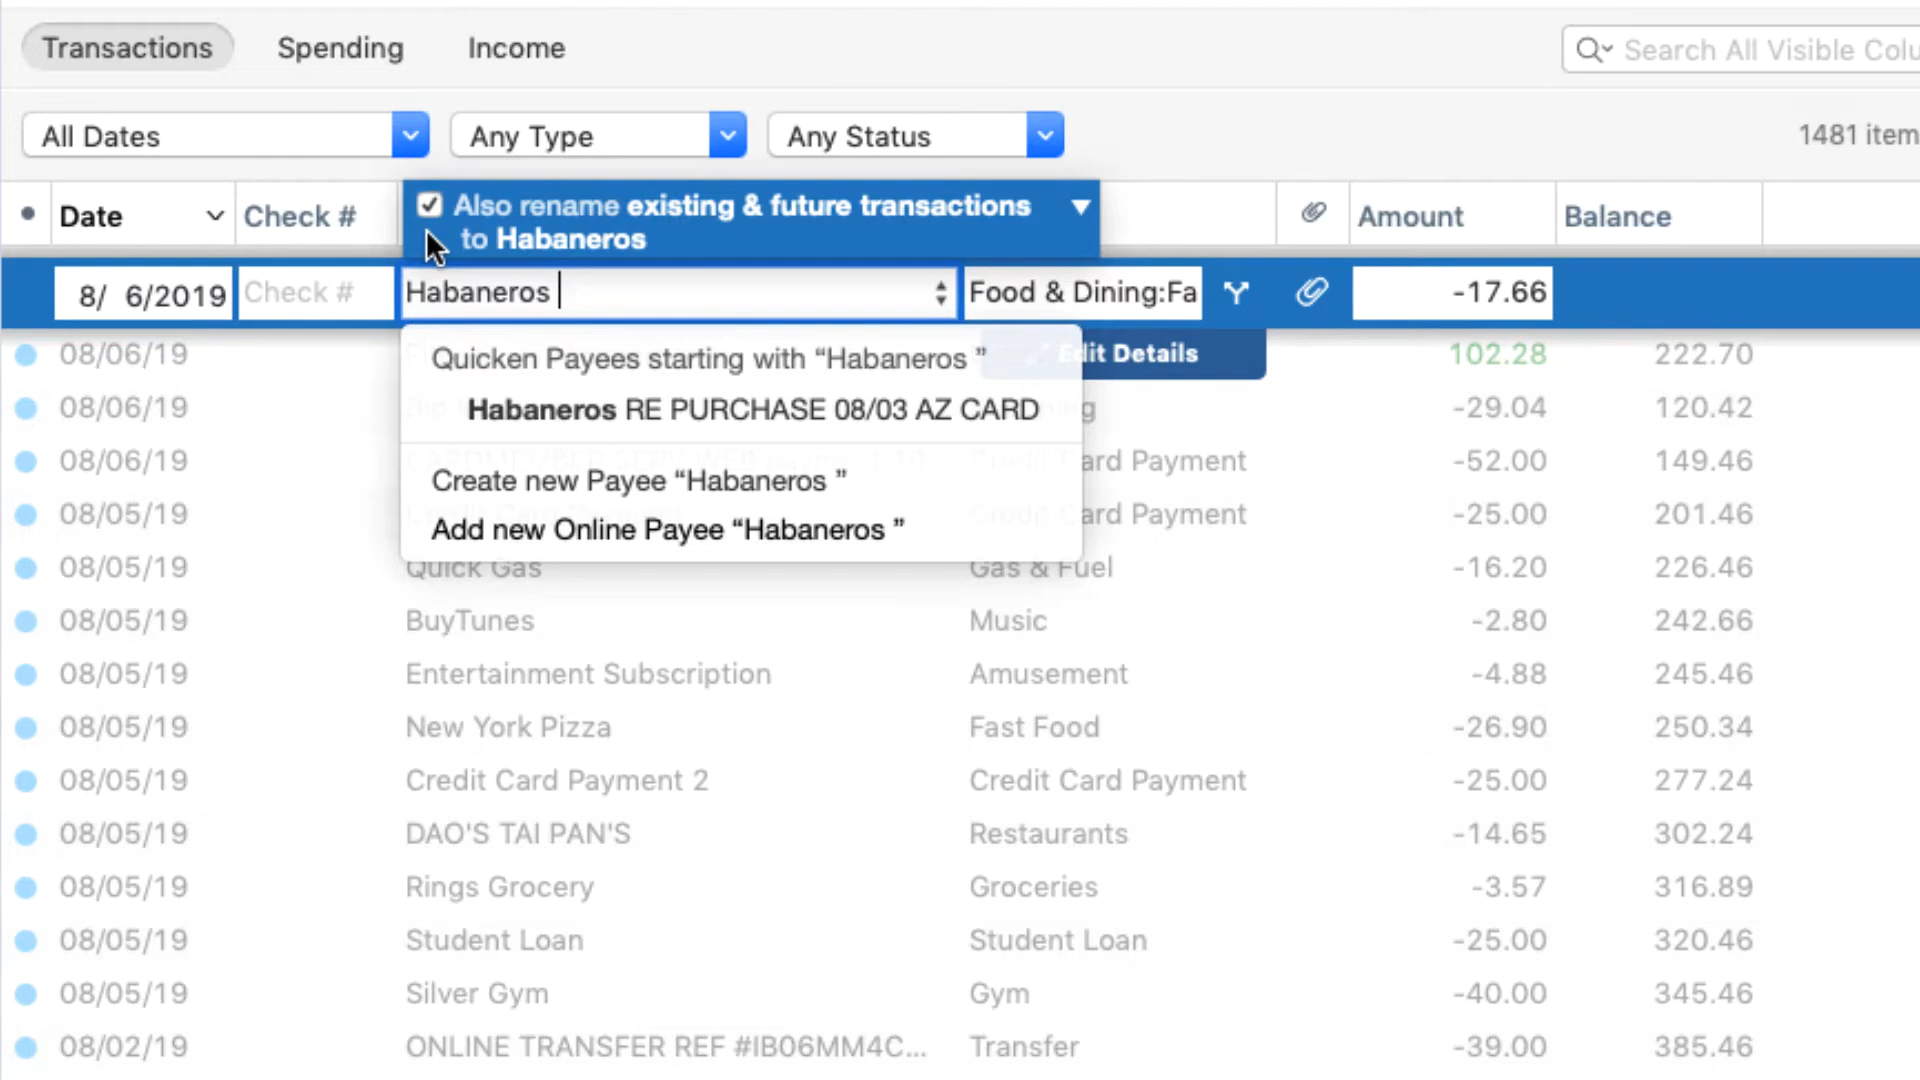 Transactions Spending Income Search All Visible Colu
All Dates Any Type Any Status 1481 item
Also rename existing & future transactions
to Habaneros
Date Check # Amount Balance
8/ 6/2019 Check # Habaneros Food & Dining:Fa -17.66
Edit Details
Quicken Payees starting with “Habaneros ”
Habaneros RE PURCHASE 08/03 AZ CARD
Create new Payee “Habaneros ”
Add new Online Payee “Habaneros ”
08/06/19 102.28 222.70
08/06/19 -29.04 120.42
08/06/19 ard Payment -52.00 149.46
08/05/19 ard Payment -25.00 201.46
08/05/19 Quick Gas Gas & Fuel -16.20 226.46
08/05/19 BuyTunes Music -2.80 242.66
08/05/19 Entertainment Subscription Amusement -4.88 245.46
08/05/19 New York Pizza Fast Food -26.90 250.34
08/05/19 Credit Card Payment 2 Credit Card Payment -25.00 277.24
08/05/19 DAO'S TAI PAN'S Restaurants -14.65 302.24
08/05/19 Rings Grocery Groceries -3.57 316.89
08/05/19 Student Loan Student Loan -25.00 320.46
08/05/19 Silver Gym Gym -40.00 345.46
08/02/19 ONLINE TRANSFER REF #IB06MM4C... Transfer -39.00 385.46